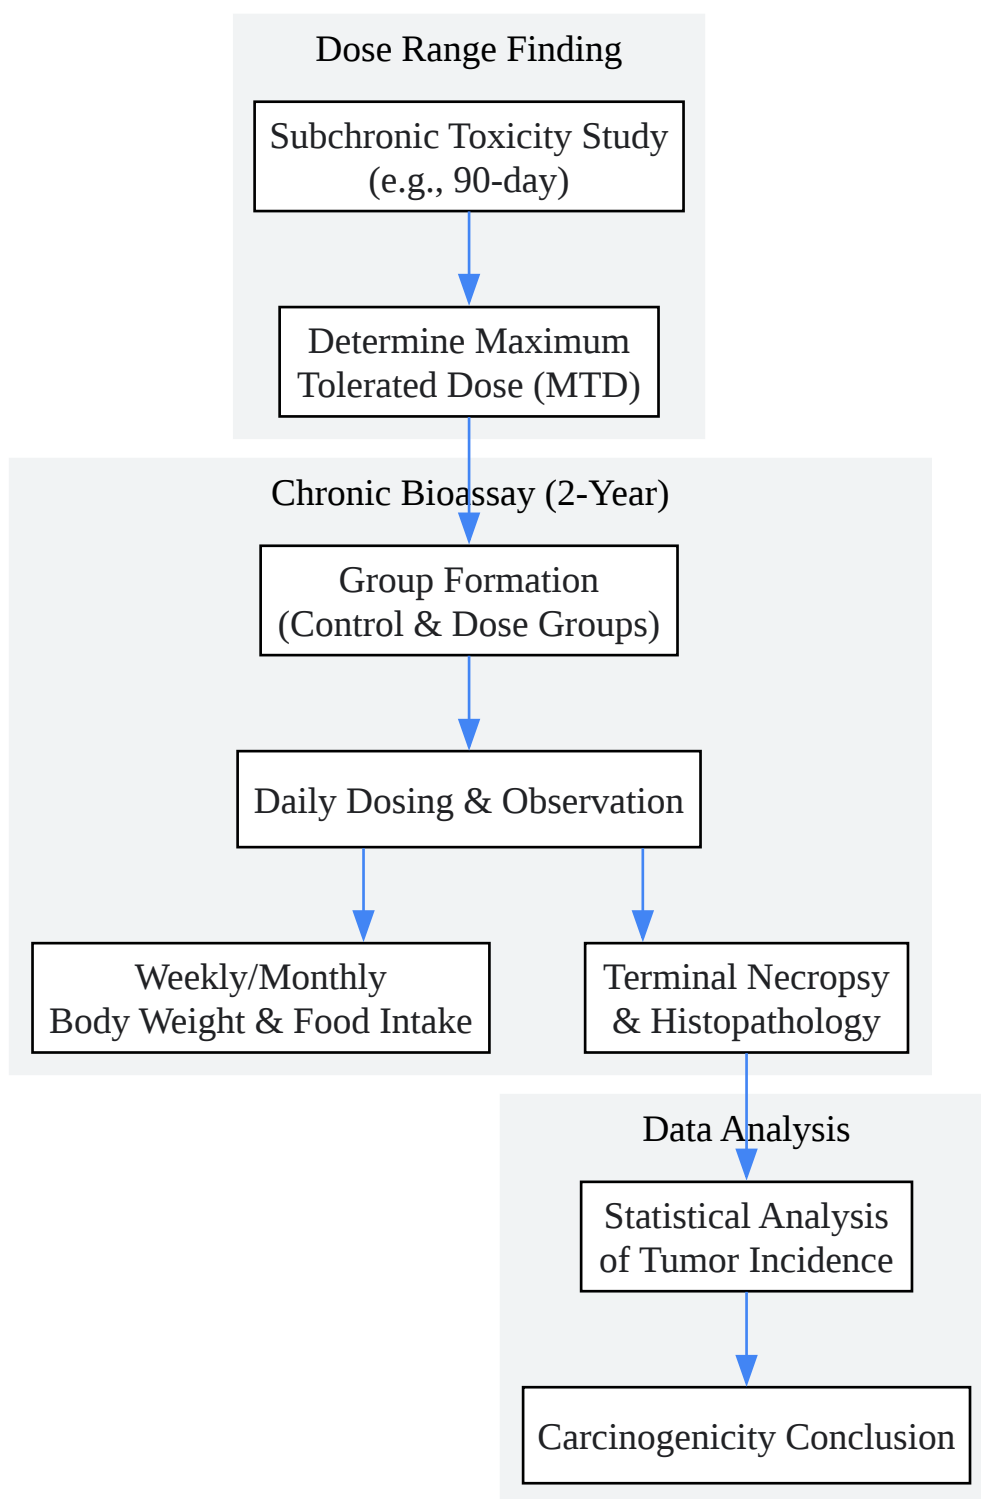 Dose Range Finding
Subchronic Toxicity Study
(e.g., 90-day)
Determine Maximum
Tolerated Dose (MTD)
Chronic Bioassay (2-Year)
Group Formation
(Control & Dose Groups)
Daily Dosing & Observation
Weekly/Monthly
Body Weight & Food Intake
Terminal Necropsy
& Histopathology
Data Analysis
Statistical Analysis
of Tumor Incidence
Carcinogenicity Conclusion